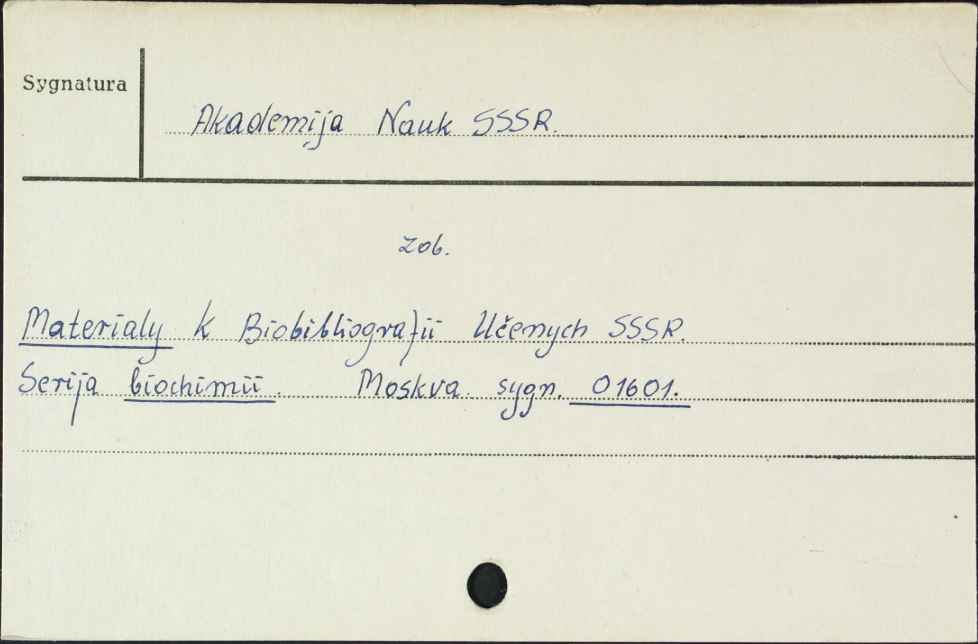 Sygnatura
Akademija Nauk SSSR.
zob.
Materialy k Biobibliografii Učenych SSSR.
Serija biochimii. Moskva. sygn. 01601.